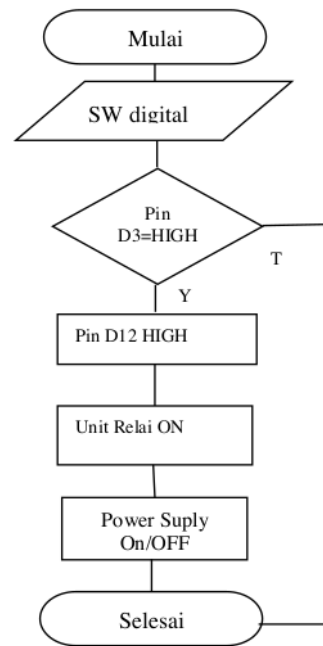 Mulai
SW digital
Pin
D3=HIGH
T
Y
Pin D12 HIGH
Unit Relai ON
Power Suply
On/OFF
Selesai